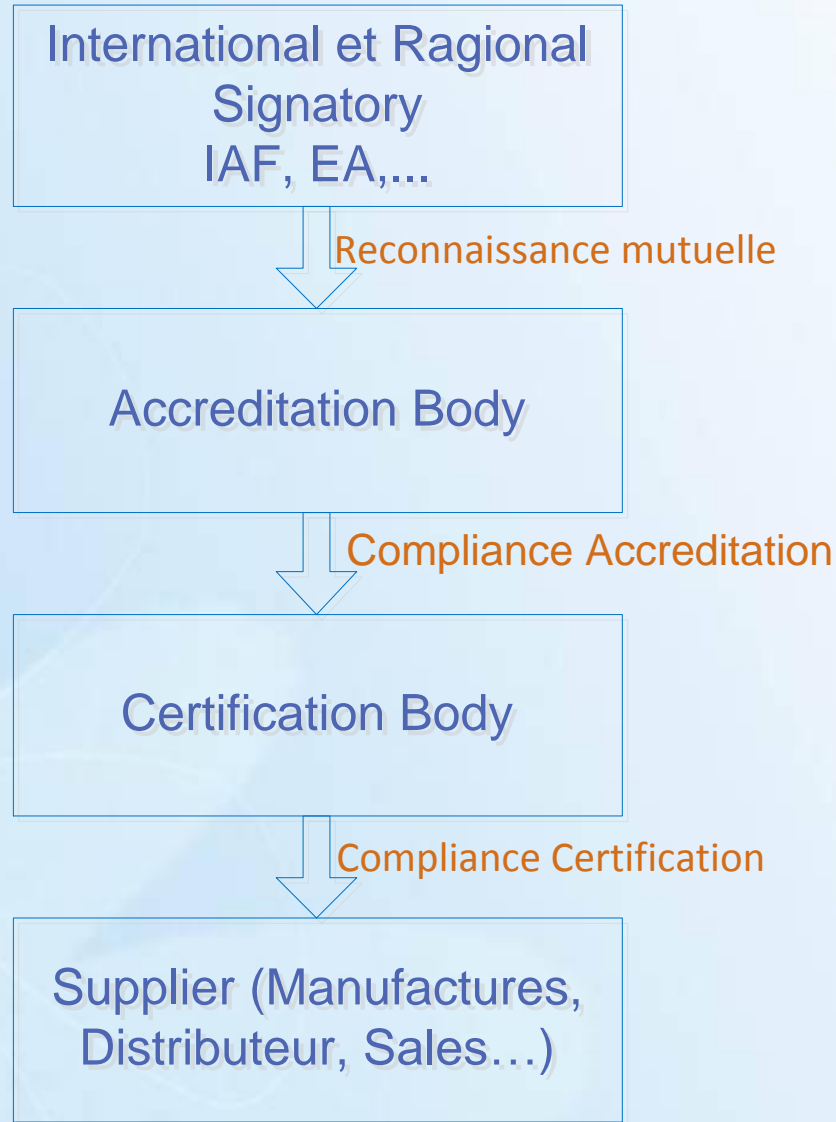 International et Ragional
Signatory
IAF, EA,...
Reconnaissance mutuelle
Accreditation Body
Compliance Accreditation
Certification Body
Compliance Certification
Supplier (Manufactures,
Distributeur, Sales…)